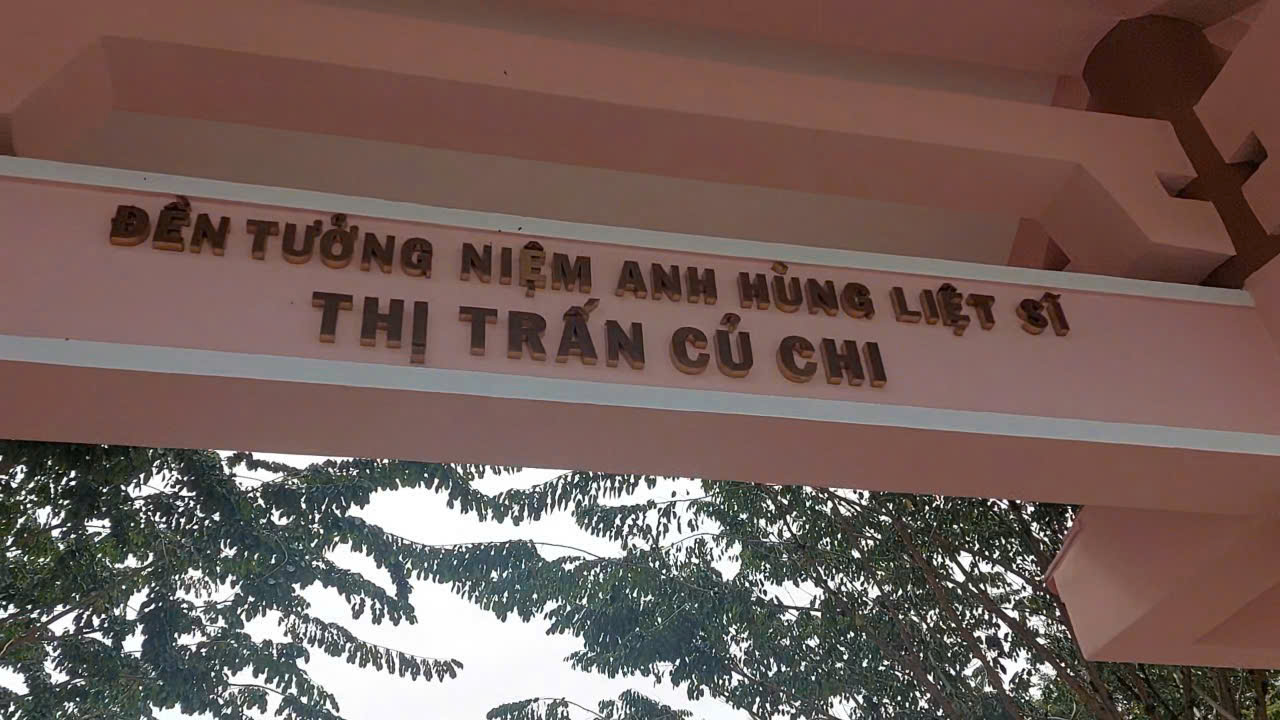 ĐỀN TƯỞNG NIỆM ANH HÙNG LIỆT SĨ
THỊ TRẤN CỦ CHI